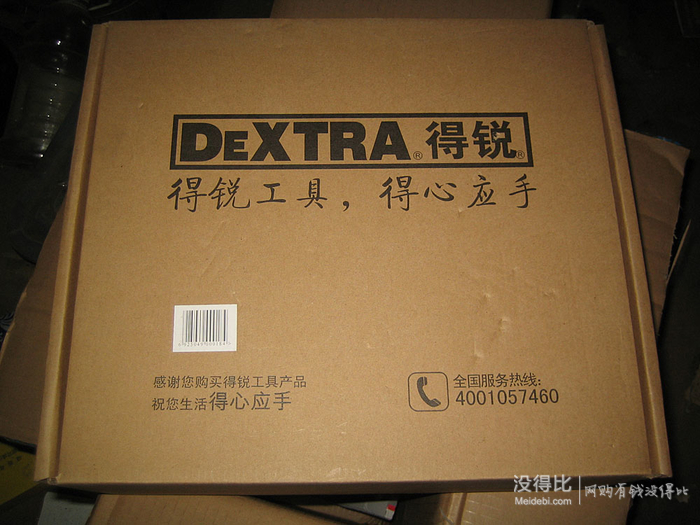 DEXTRA® 得锐®
得锐工具，得心应手
感谢您购买得锐工具产品
祝您生活得心应手
全国服务热线：
4001057460
没得比
Meidebi.com
网购有钱没得比